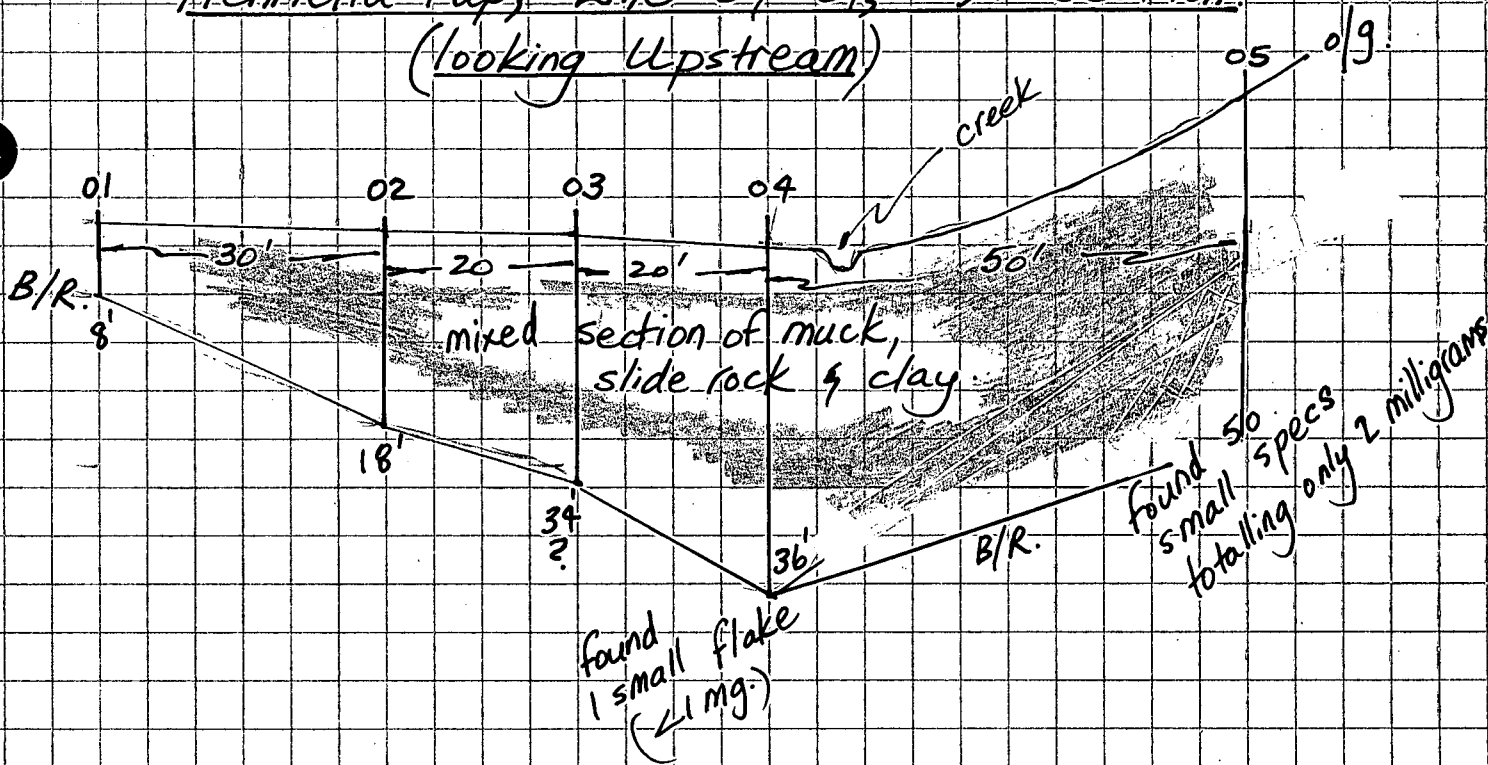 (looking Upstream)
05 o/g.
creek
01 02 03 04
30' 20 20' 50'
B/R.
8'
mixed section of muck,
slide rock & clay.
18'
34
?
36'
B/R.
50
found
small specs
totalling only 2 milligrams
found
1 small flake
(<1 mg.)